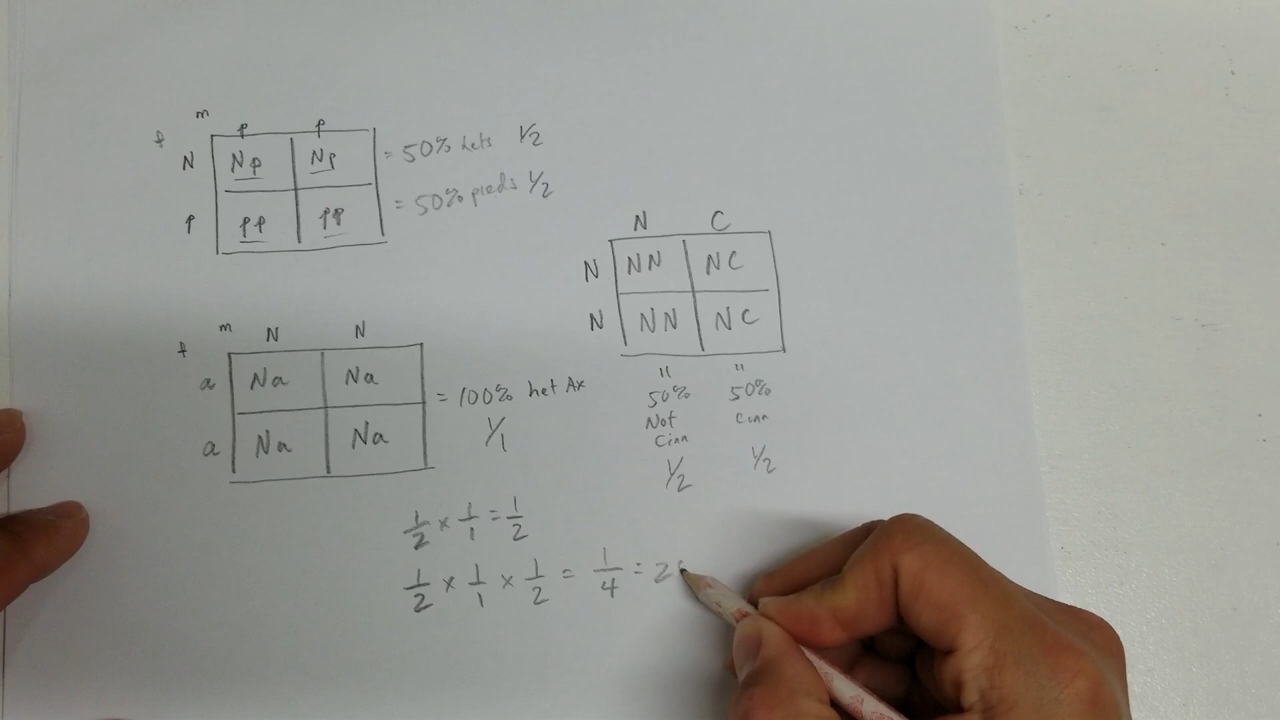 m
f p p
N Np Np = 50% hets 1/2
p pp pp = 50% pieds 1/2
N C
N NN NC
N NN NC
" "
50% 50%
Not Cinn
Cinn
1/2 1/2
m N N
f
a Na Na
= 100% het Ax
a Na Na 1/1
1/2 × 1/1 = 1/2
1/2 × 1/1 × 1/2 = 1/4 = 2